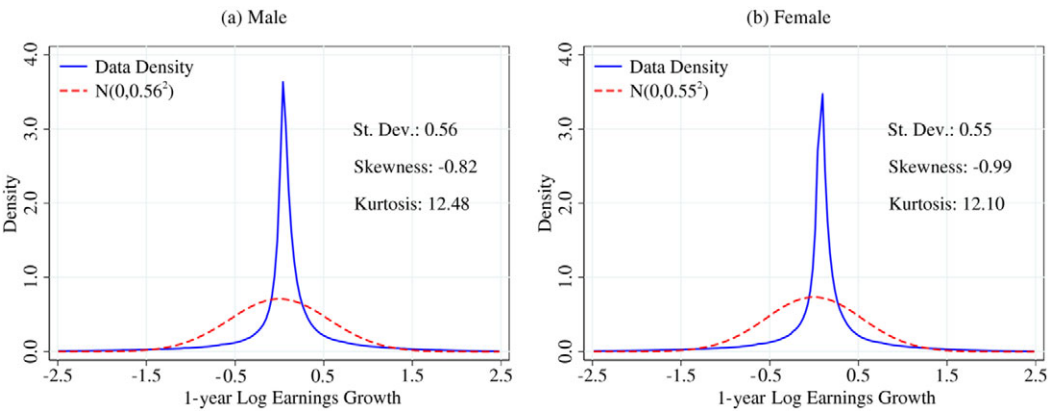 (a) Male
4.0
3.0
2.0
1.0
0.0
Density
Data Density
N(0,0.56²)
St. Dev.: 0.56
Skewness: -0.82
Kurtosis: 12.48
-2.5 -1.5 -0.5 0.5 1.5 2.5
1-year Log Earnings Growth
(b) Female
4.0
3.0
2.0
1.0
0.0
Density
Data Density
N(0,0.55²)
St. Dev.: 0.55
Skewness: -0.99
Kurtosis: 12.10
-2.5 -1.5 -0.5 0.5 1.5 2.5
1-year Log Earnings Growth